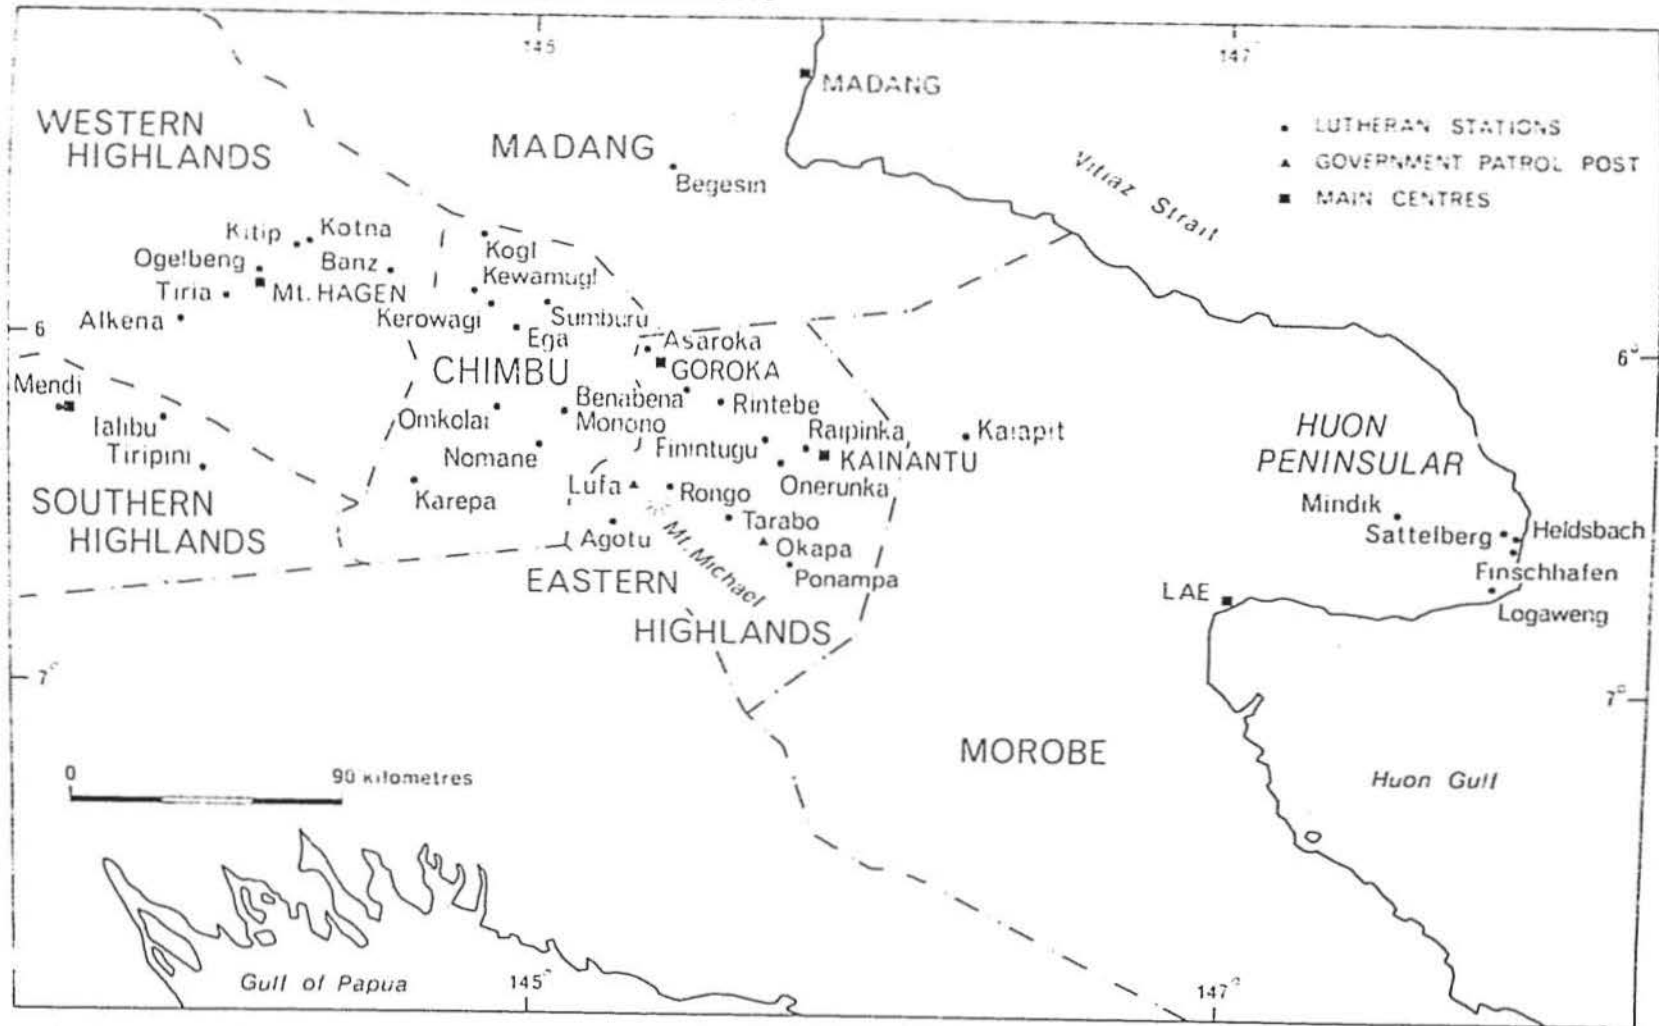 145
147°
MADANG
WESTERN
HIGHLANDS
MADANG
Begesin
Vitiaz Strait
LUTHERAN STATIONS
GOVERNMENT PATROL POST
MAIN CENTRES
Kitip
Kotna
Ogelbeng
Banz
Tiria
Mt. HAGEN
Alkena
Kogl
Kewamugl
Kerowagi
Sumburu
Ega
6
6°
Asaroka
GOROKA
CHIMBU
Mendi
Ialibu
Tiripini
Omkolai
Benabena
Monono
Rintebe
Nomane
Finintugu
Raipinka
KAINANTU
Kaiapit
Onerunka
HUON
PENINSULAR
Karepa
Lufa
Rongo
Tarabo
Agotu
Mt. Michael
Okapa
Ponampa
SOUTHERN
HIGHLANDS
EASTERN
HIGHLANDS
Mindik
Sattelberg
Heldsbach
Finschhafen
Logaweng
LAE
7°
7°
MOROBE
Huon Gulf
0 90 kilometres
Gulf of Papua
145°
147°